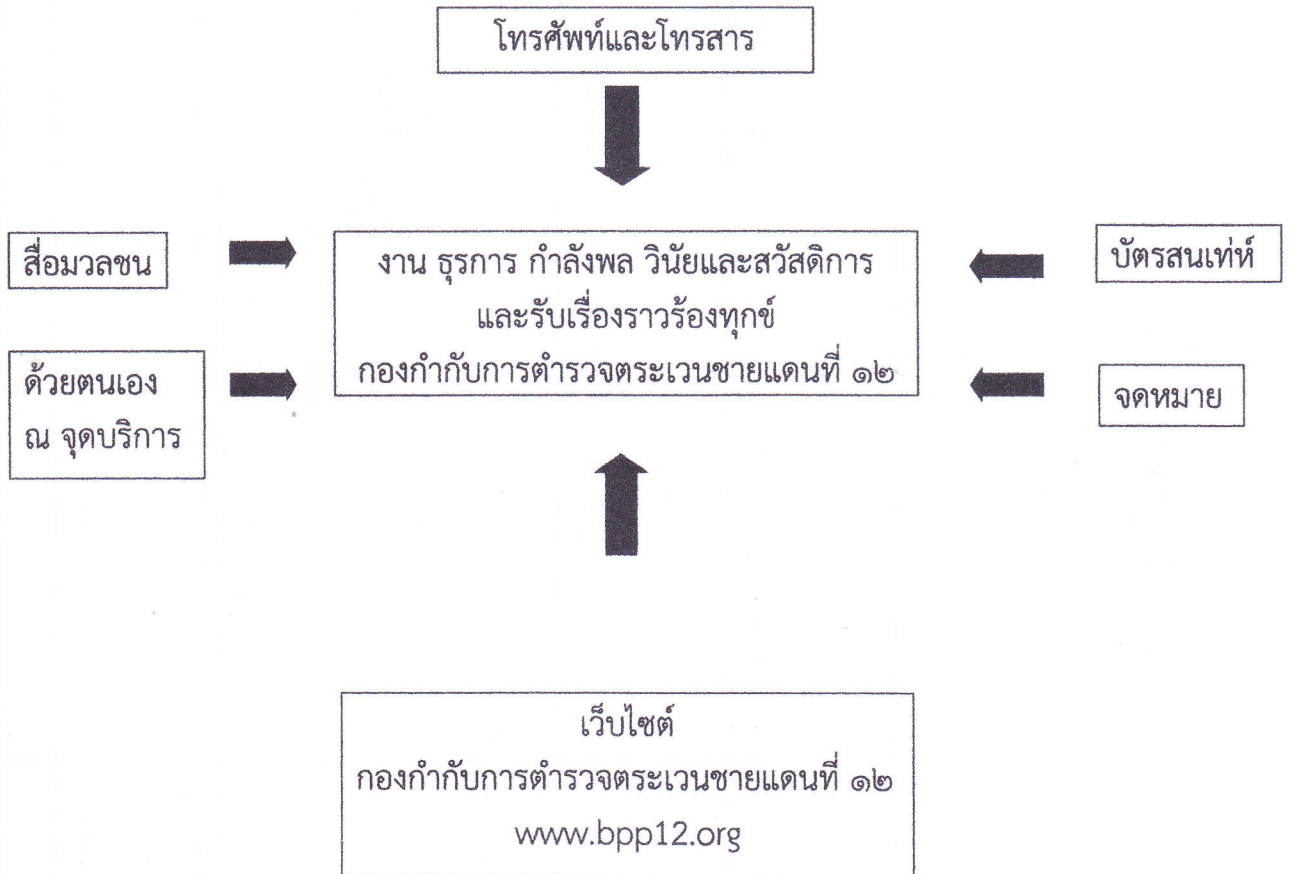 โทรศัพท์และโทรสาร
สื่อมวลชน
งาน ธุรการ กำลังพล วินัยและสวัสดิการ
และรับเรื่องราวร้องทุกข์
กองกำกับการตำรวจตระเวนชายแดนที่ ๑๒
บัตรสนเท่ห์
ด้วยตนเอง
ณ จุดบริการ
จดหมาย
เว็บไซต์
กองกำกับการตำรวจตระเวนชายแดนที่ ๑๒
www.bpp12.org